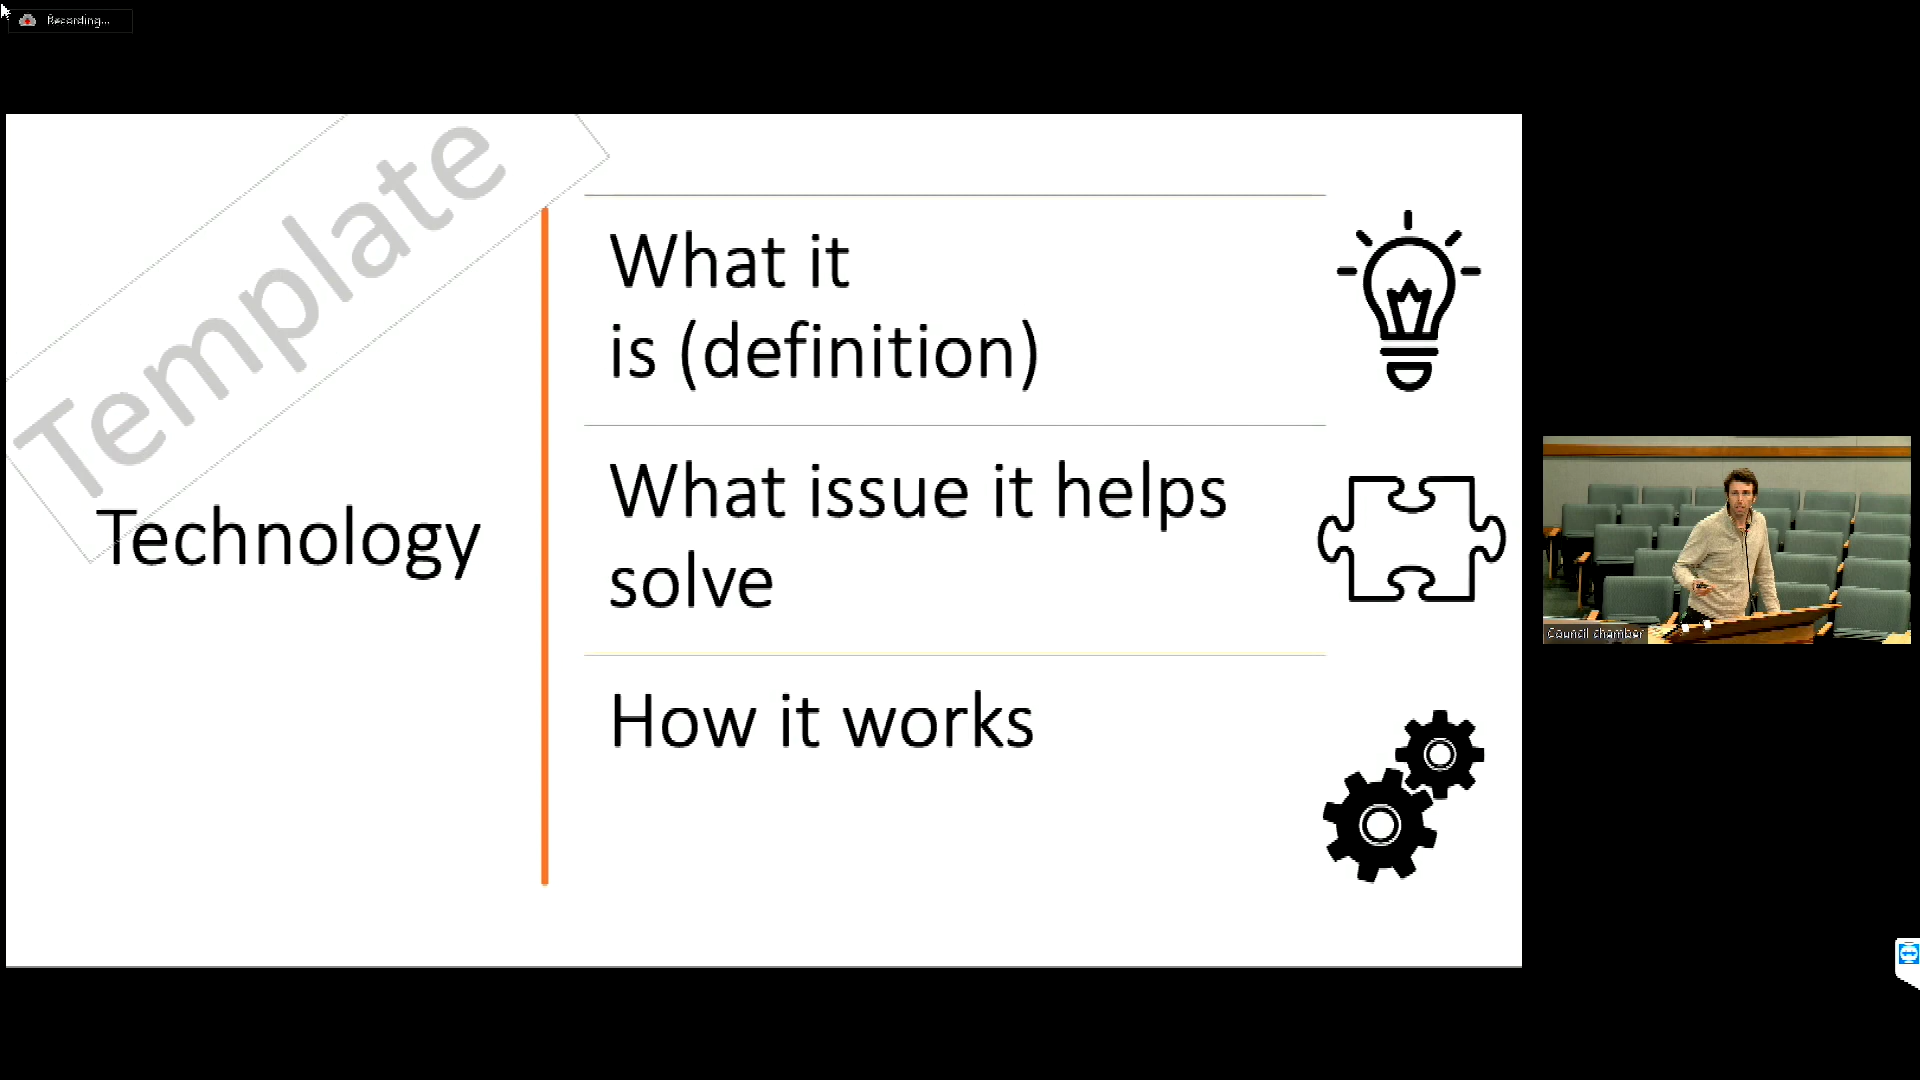 Recording...
Template
Technology
What it
is (definition)
What issue it helps
solve
How it works
Council chamber